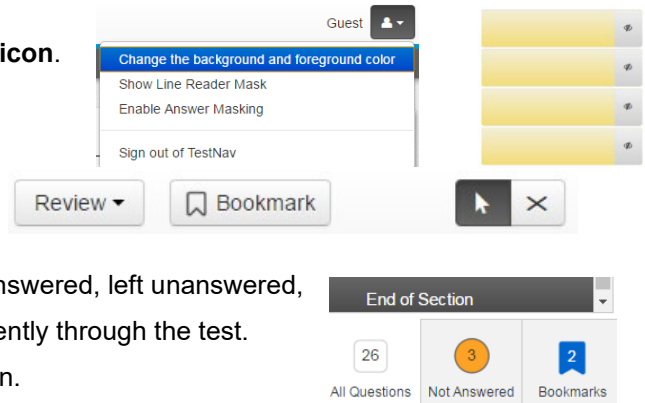 Guest
icon.
Change the background and foreground color
Show Line Reader Mask
Enable Answer Masking
Sign out of TestNav
Review
Bookmark
nswered, left unanswered,
End of Section
ently through the test.
26
3
2
n.
All Questions
Not Answered
Bookmarks